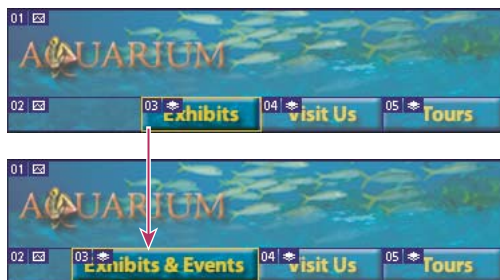 01
AQUARIUM
02 03 04 05
Exhibits Visit Us Tours
01
AQUARIUM
02 03 04 05
Exhibits & Events Visit Us Tours